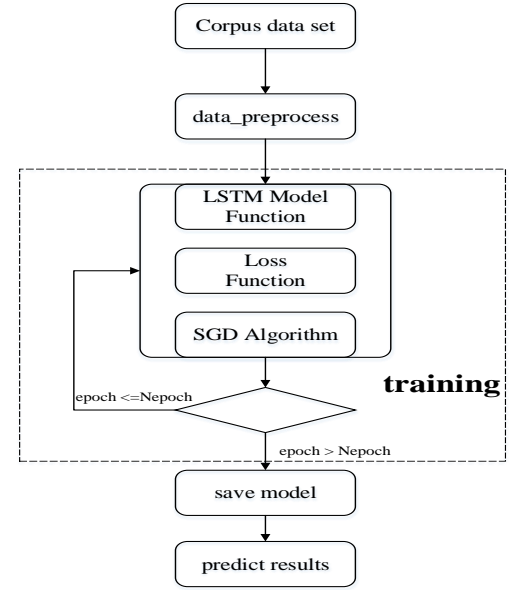 Corpus data set
data_preprocess
LSTM Model
Function
Loss
Function
SGD Algorithm
training
epoch <=Nepoch
epoch > Nepoch
save model
predict results